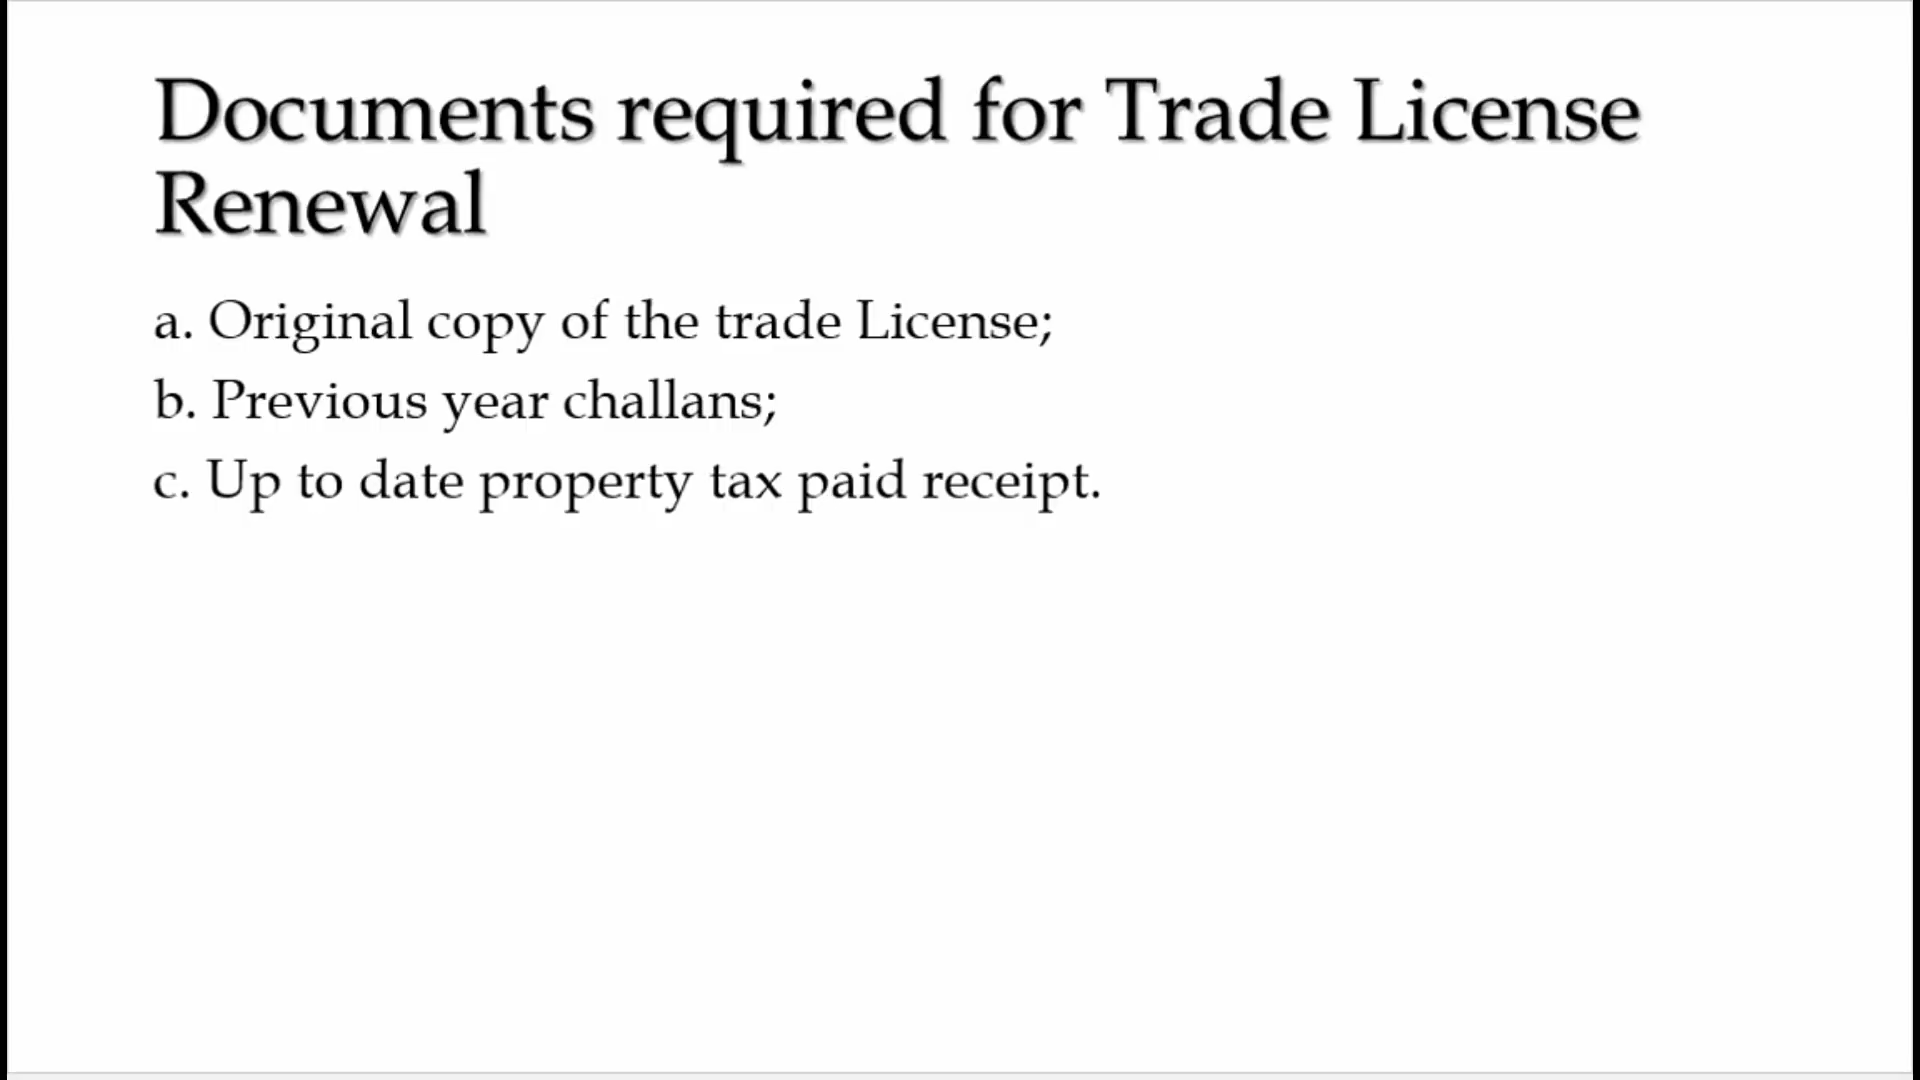 Documents required for Trade License
Renewal
a. Original copy of the trade License;
b. Previous year challans;
c. Up to date property tax paid receipt.